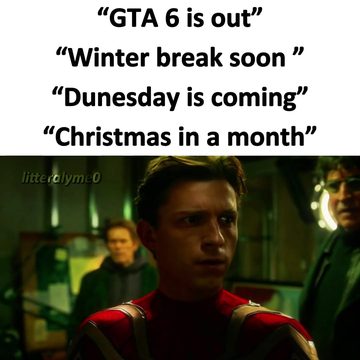 “GTA 6 is out”
“Winter break soon ”
“Dunesday is coming”
“Christmas in a month”
litteralyme0